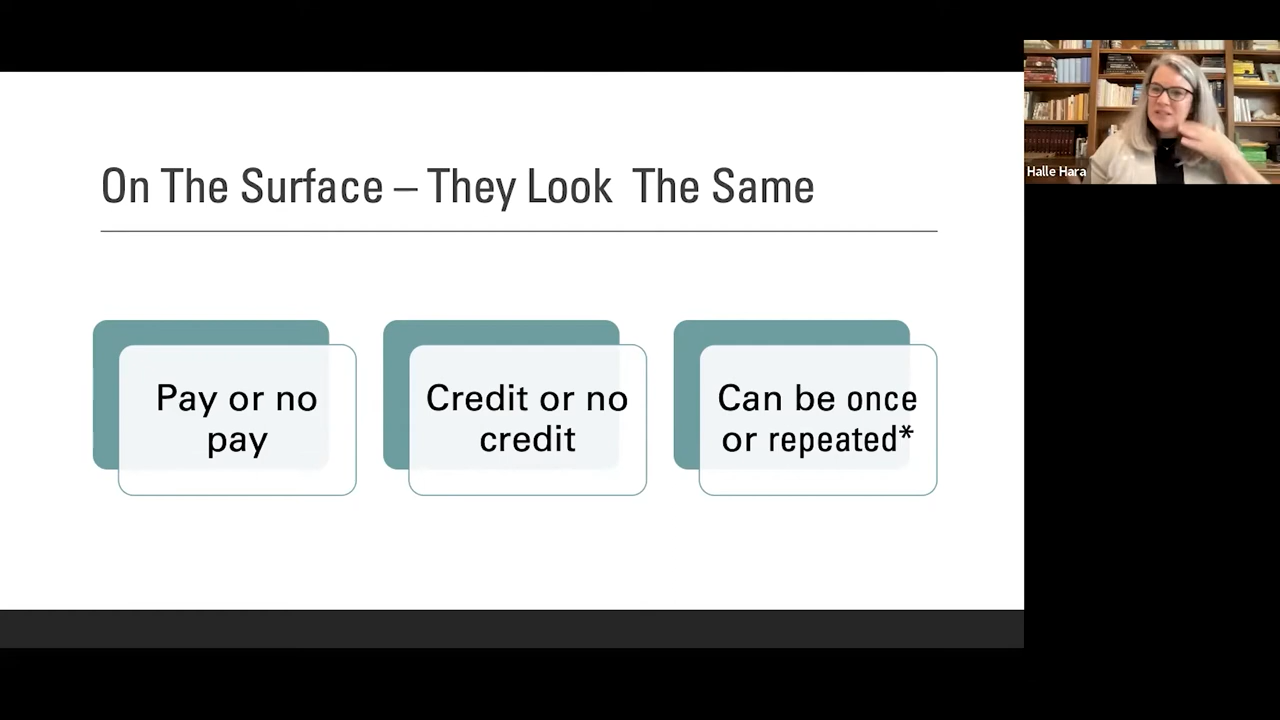 On The Surface – They Look The Same
Pay or no
pay
Credit or no
credit
Can be once
or repeated*
Halle Hara